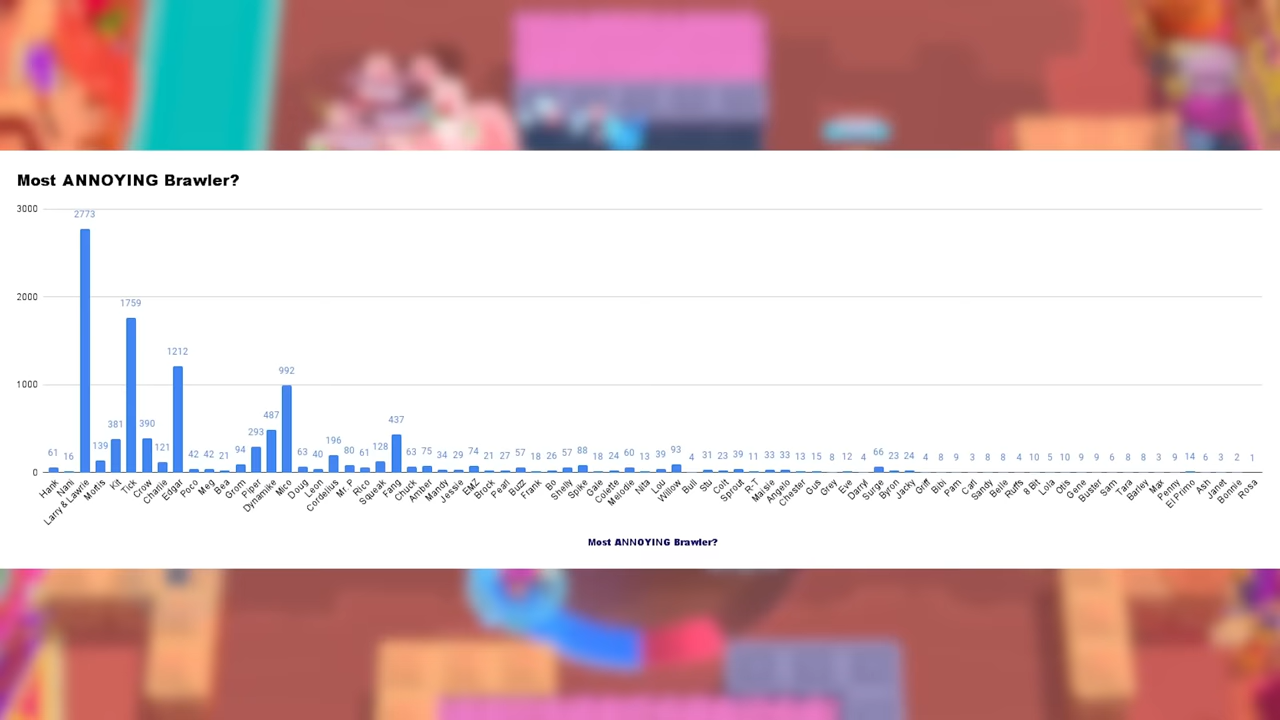 Most ANNOYING Brawler?
3000
2000
1000
0
61 16 2773 139 381 1759 390 121 1212 42 42 21 94 293 487 992 63 40 196 80 61 128 437 63 75 34 29 74 21 27 57 18 26 57 88 18 24 60 13 39 93 4 31 23 39 11 33 33 13 15 8 12 4 66 23 24 4 8 9 3 8 8 4 10 5 10 9 9 6 8 8 3 9 14 6 3 2 1
Hank Nani Larry & Lawrie Mortis Kit Tick Crow Charlie Edgar Poco Meg Bea Grom Piper Dynamike Mico Doug Leon Cordelius Mr. P Rico Squeak Fang Chuck Amber Mandy Jessie EMZ Brock Pearl Buzz Frank Bo Shelly Spike Gale Colette Melodie Nita Lou Willow Bull Stu Colt Sprout R-T Maisie Angelo Chester Gus Grey Eve Darryl Surge Byron Jacky Griff Bibi Pam Carl Sandy Belle Ruffs 8 Bit Lola Otis Gene Buster Sam Tara Barley Max Penny El Primo Ash Janet Bonnie Rosa
Most ANNOYING Brawler?